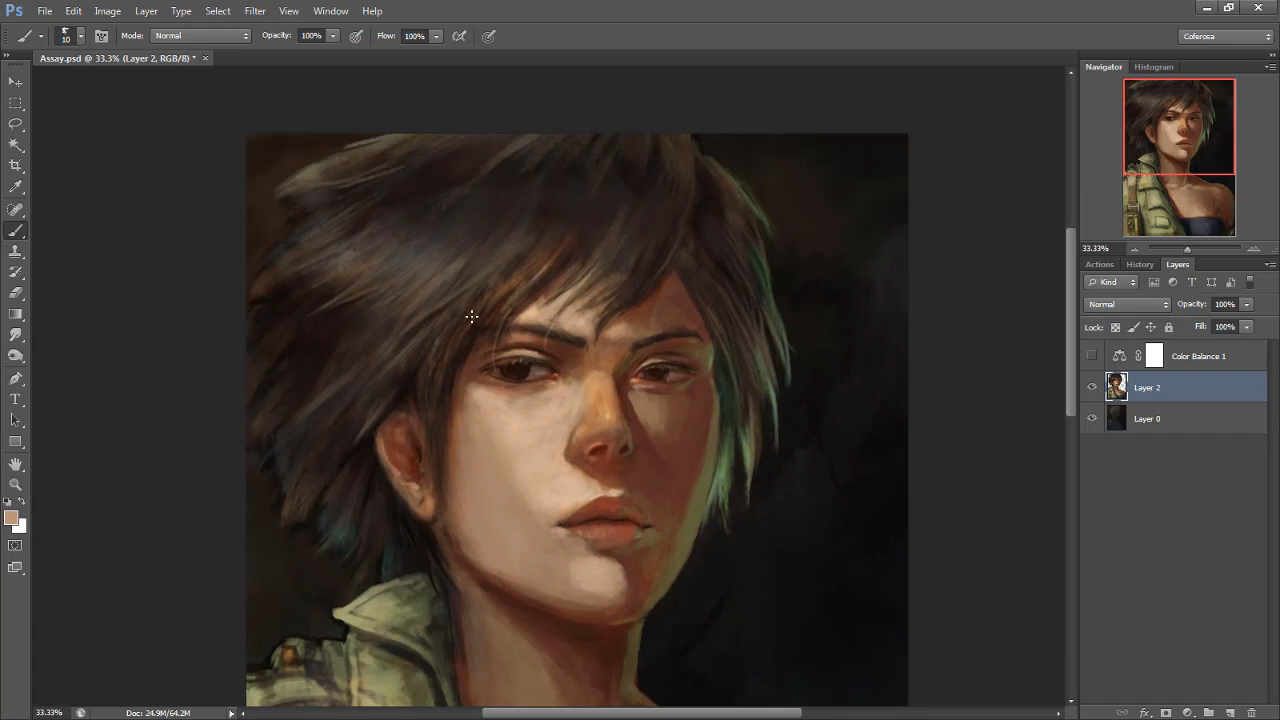 Ps File Edit Image Layer Type Select Filter View Window Help
10 Mode: Normal Opacity: 100% Flow: 100% Coferosa
Assay.psd @ 33.3% (Layer 2, RGB/8) * ×
Navigator Histogram
33.33%
Actions History Layers
Kind T
Normal Opacity: 100%
Lock: Fill: 100%
Color Balance 1
Layer 2
Layer 0
T
33.33% Doc: 24.9M/64.2M
fx